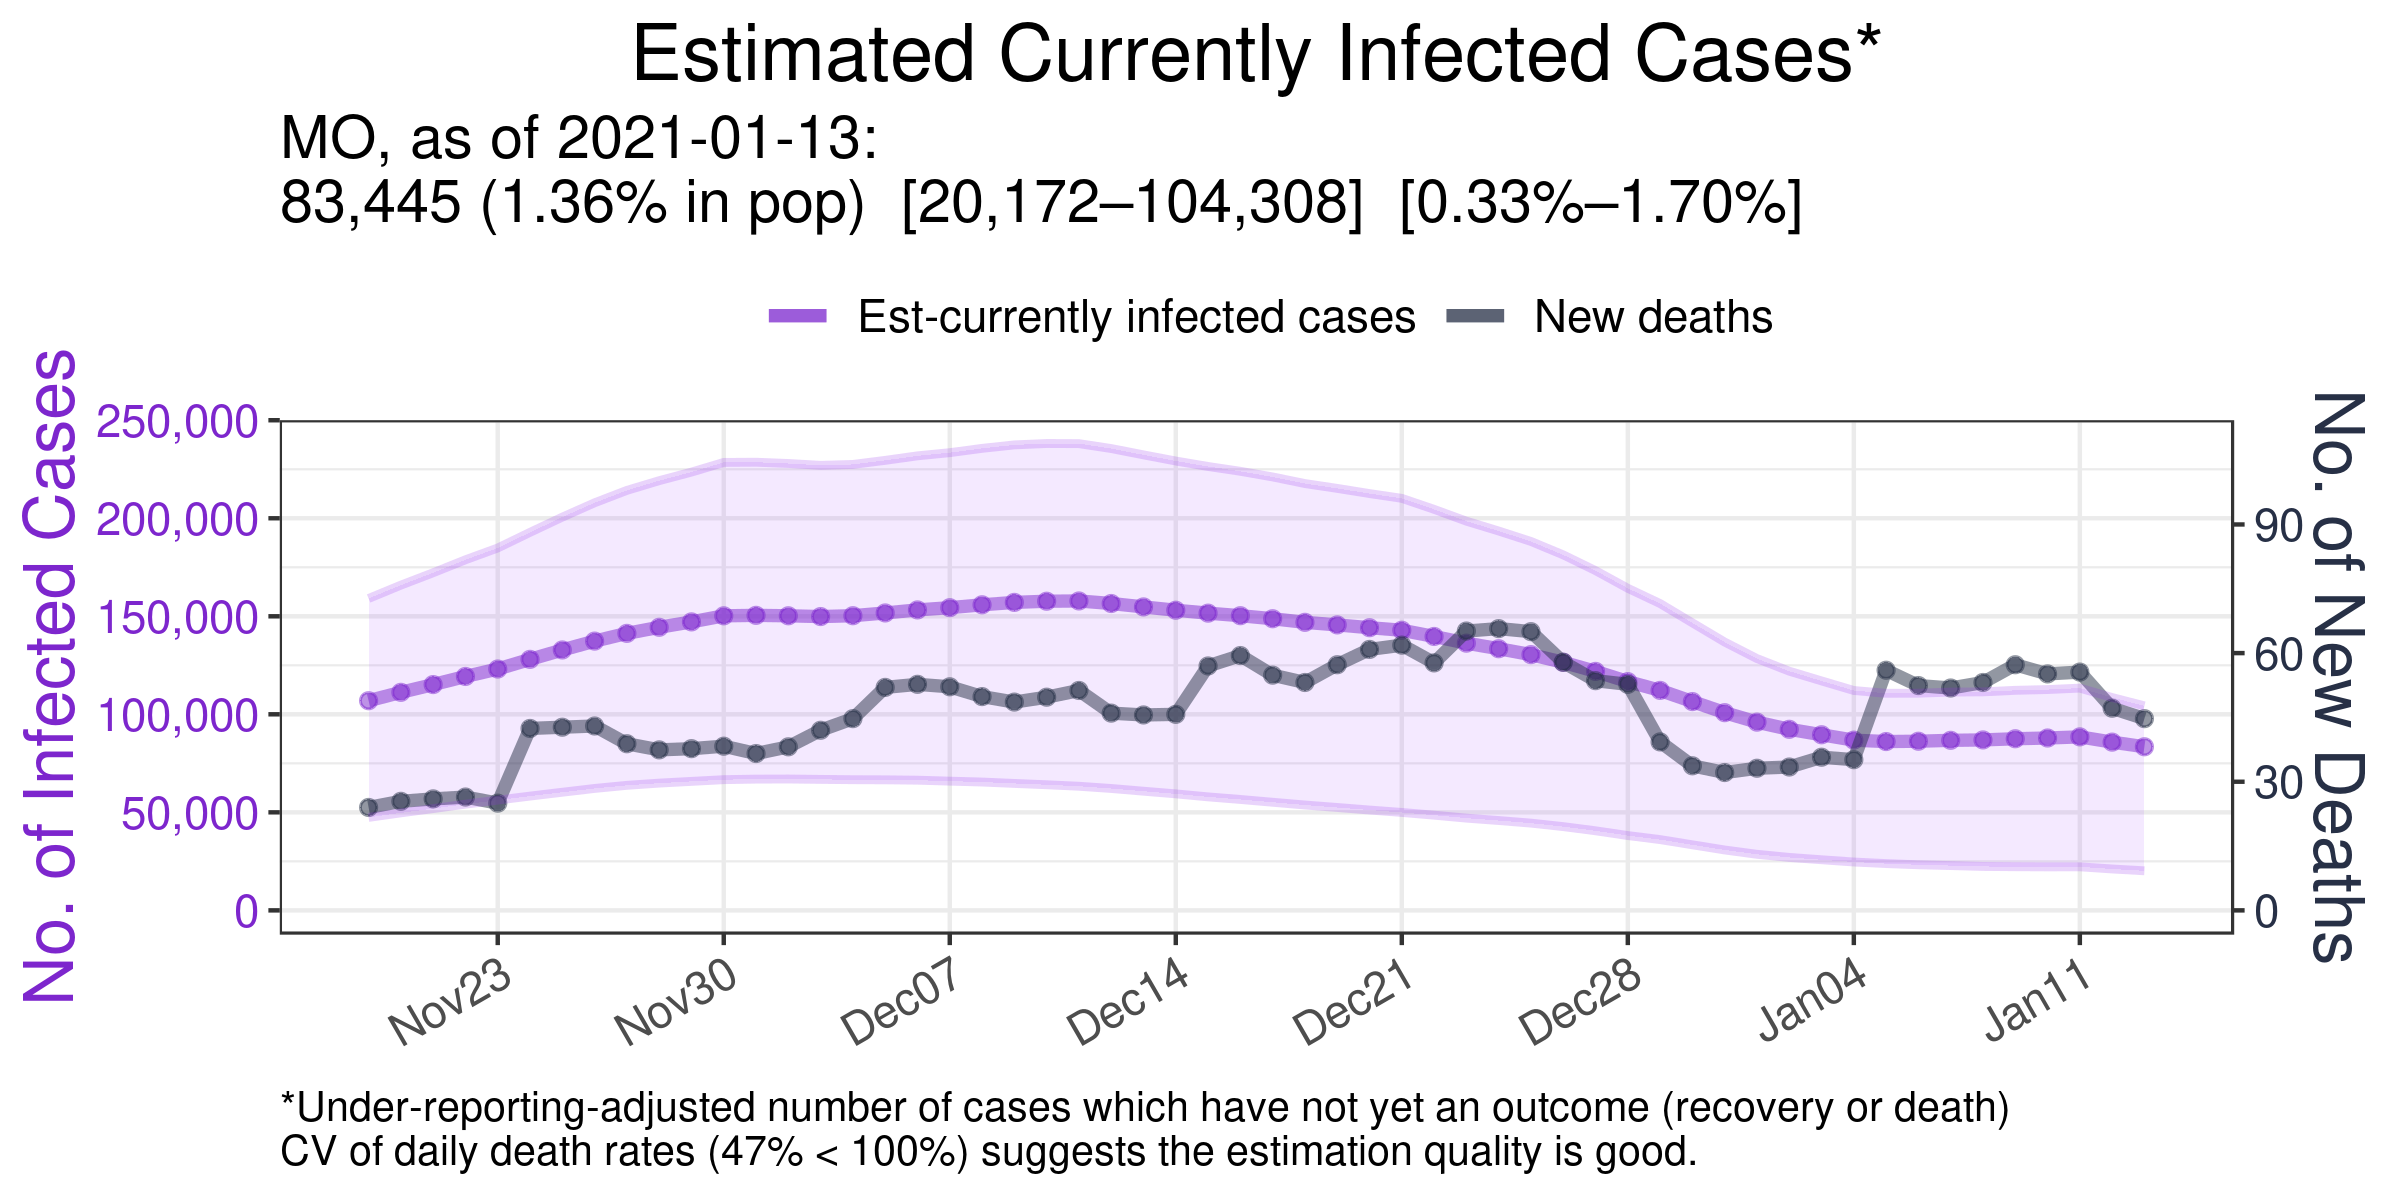 Estimated Currently Infected Cases*
MO, as of 2021-01-13:
83,445 (1.36% in pop)  [20,172–104,308]  [0.33%–1.70%]
Est-currently infected cases
New deaths
No. of Infected Cases
250,000
200,000
150,000
100,000
50,000
0
90
60
30
0
No. of New Deaths
Nov23
Nov30
Dec07
Dec14
Dec21
Dec28
Jan04
Jan11
*Under-reporting-adjusted number of cases which have not yet an outcome (recovery or death)
CV of daily death rates (47% < 100%) suggests the estimation quality is good.